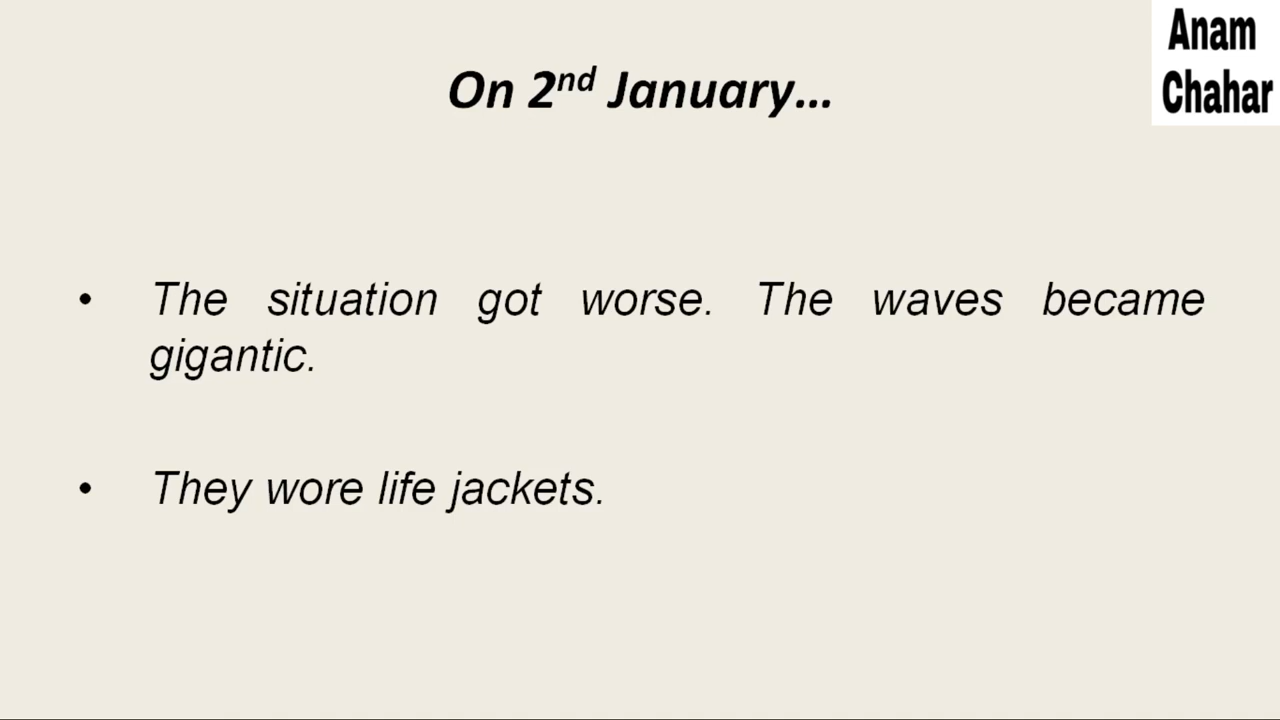 Anam
Chahar
On 2nd January...
• The situation got worse. The waves became
gigantic.
• They wore life jackets.